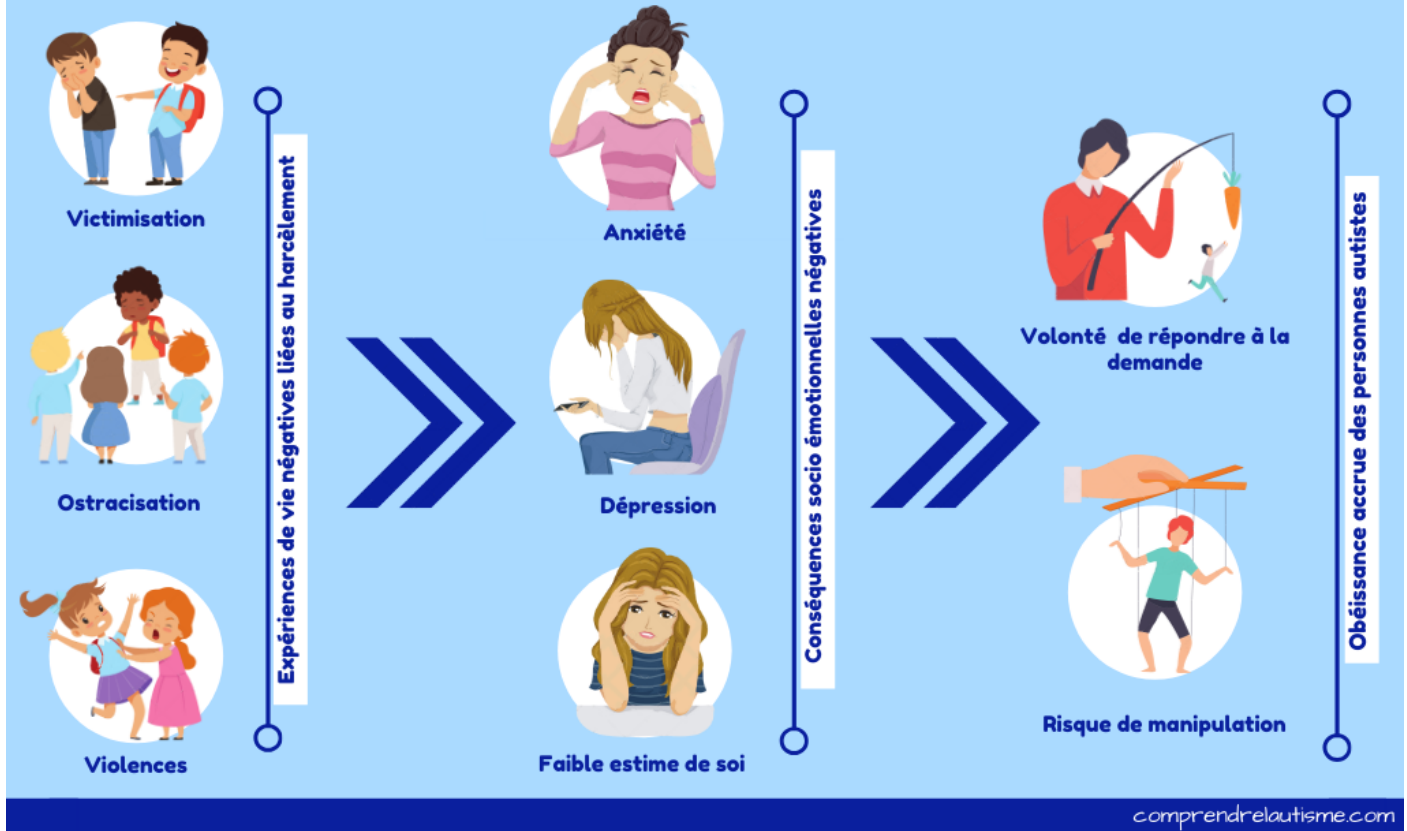 Victimisation
Ostracisation
Violences
Expériences de vie négatives liées au harcèlement
Anxiété
Dépression
Faible estime de soi
Conséquences socio émotionnelles négatives
Volonté de répondre à la
demande
Risque de manipulation
Obéissance accrue des personnes autistes
comprendrelautisme.com